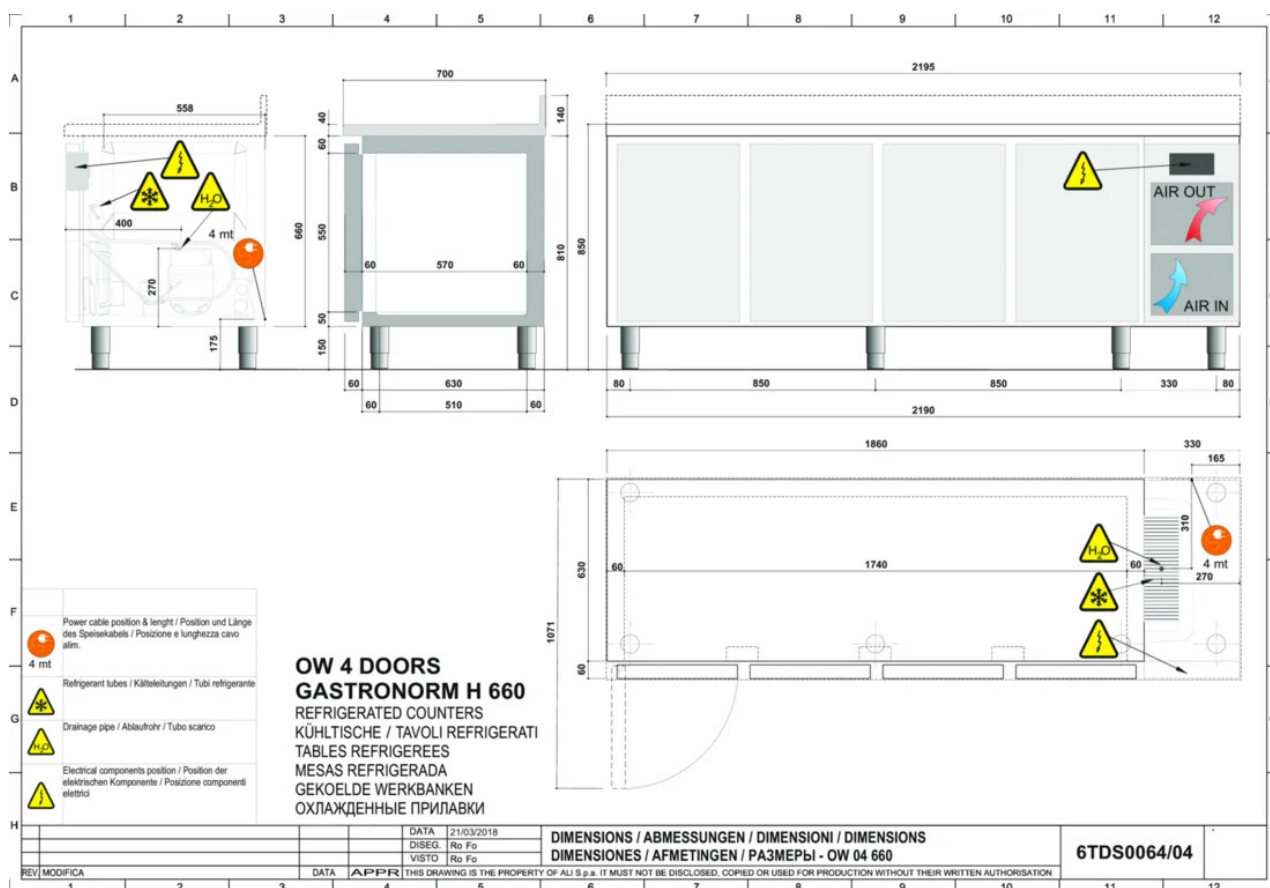 1 2 3 4 5 6 7 8 9 10 11 12
A
B
C
D
E
F
G
H
558
400
4 mt
270
660
175
H₂O
700
40
60
550
50
150
60 570 60
140
810
60 630
60 510 60
2195
850
AIR OUT
AIR IN
80 850 850 330 80
2190
1860 330
165
310
H₂O
4 mt
630
60 1740 60
270
1071
60
4 mt
Power cable position & lenght / Position und Länge
des Speisekabels / Posizione e lunghezza cavo
alim.
Refrigerant tubes / Kälteleitungen / Tubi refrigerante
H₂O
Drainage pipe / Ablaufrohr / Tubo scarico
Electrical components position / Position der
elektrischen Komponente / Posizione componenti
elettrici
OW 4 DOORS
GASTRONORM H 660
REFRIGERATED COUNTERS
KÜHLTISCHE / TAVOLI REFRIGERATI
TABLES REFRIGEREES
MESAS REFRIGERADA
GEKOELDE WERKBANKEN
ОХЛАЖДЕННЫЕ ПРИЛАВКИ
DATA 21/03/2018
DISEG. Ro Fo
VISTO Ro Fo
DIMENSIONS / ABMESSUNGEN / DIMENSIONI / DIMENSIONS
DIMENSIONES / AFMETINGEN / РАЗМЕРЫ - OW 04 660
6TDS0064/04
REV. MODIFICA DATA APPR THIS DRAWING IS THE PROPERTY OF ALI S.p.a. IT MUST NOT BE DISCLOSED, COPIED OR USED FOR PRODUCTION WITHOUT THEIR WRITTEN AUTHORISATION
1 2 3 4 5 6 7 8 9 10 11 12